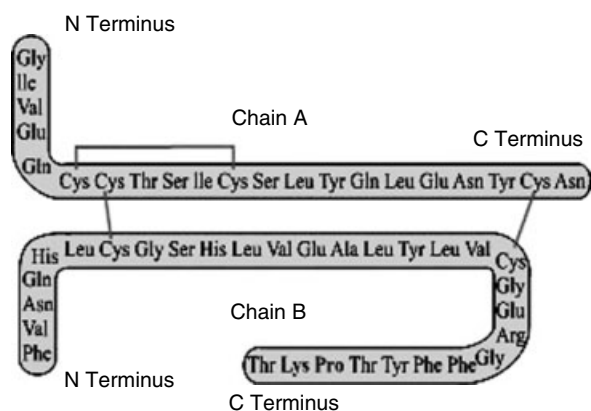 N Terminus
Gly
Ile
Val
Glu
Gln
Chain A
C Terminus
Cys Cys Thr Ser Ile Cys Ser Leu Tyr Gln Leu Glu Asn Tyr Cys Asn
His Leu Cys Gly Ser His Leu Val Glu Ala Leu Tyr Leu Val Cys
Gln
Asn
Val
Phe
Gly
Glu
Arg
Gly
Chain B
Thr Lys Pro Thr Tyr Phe Phe
N Terminus
C Terminus